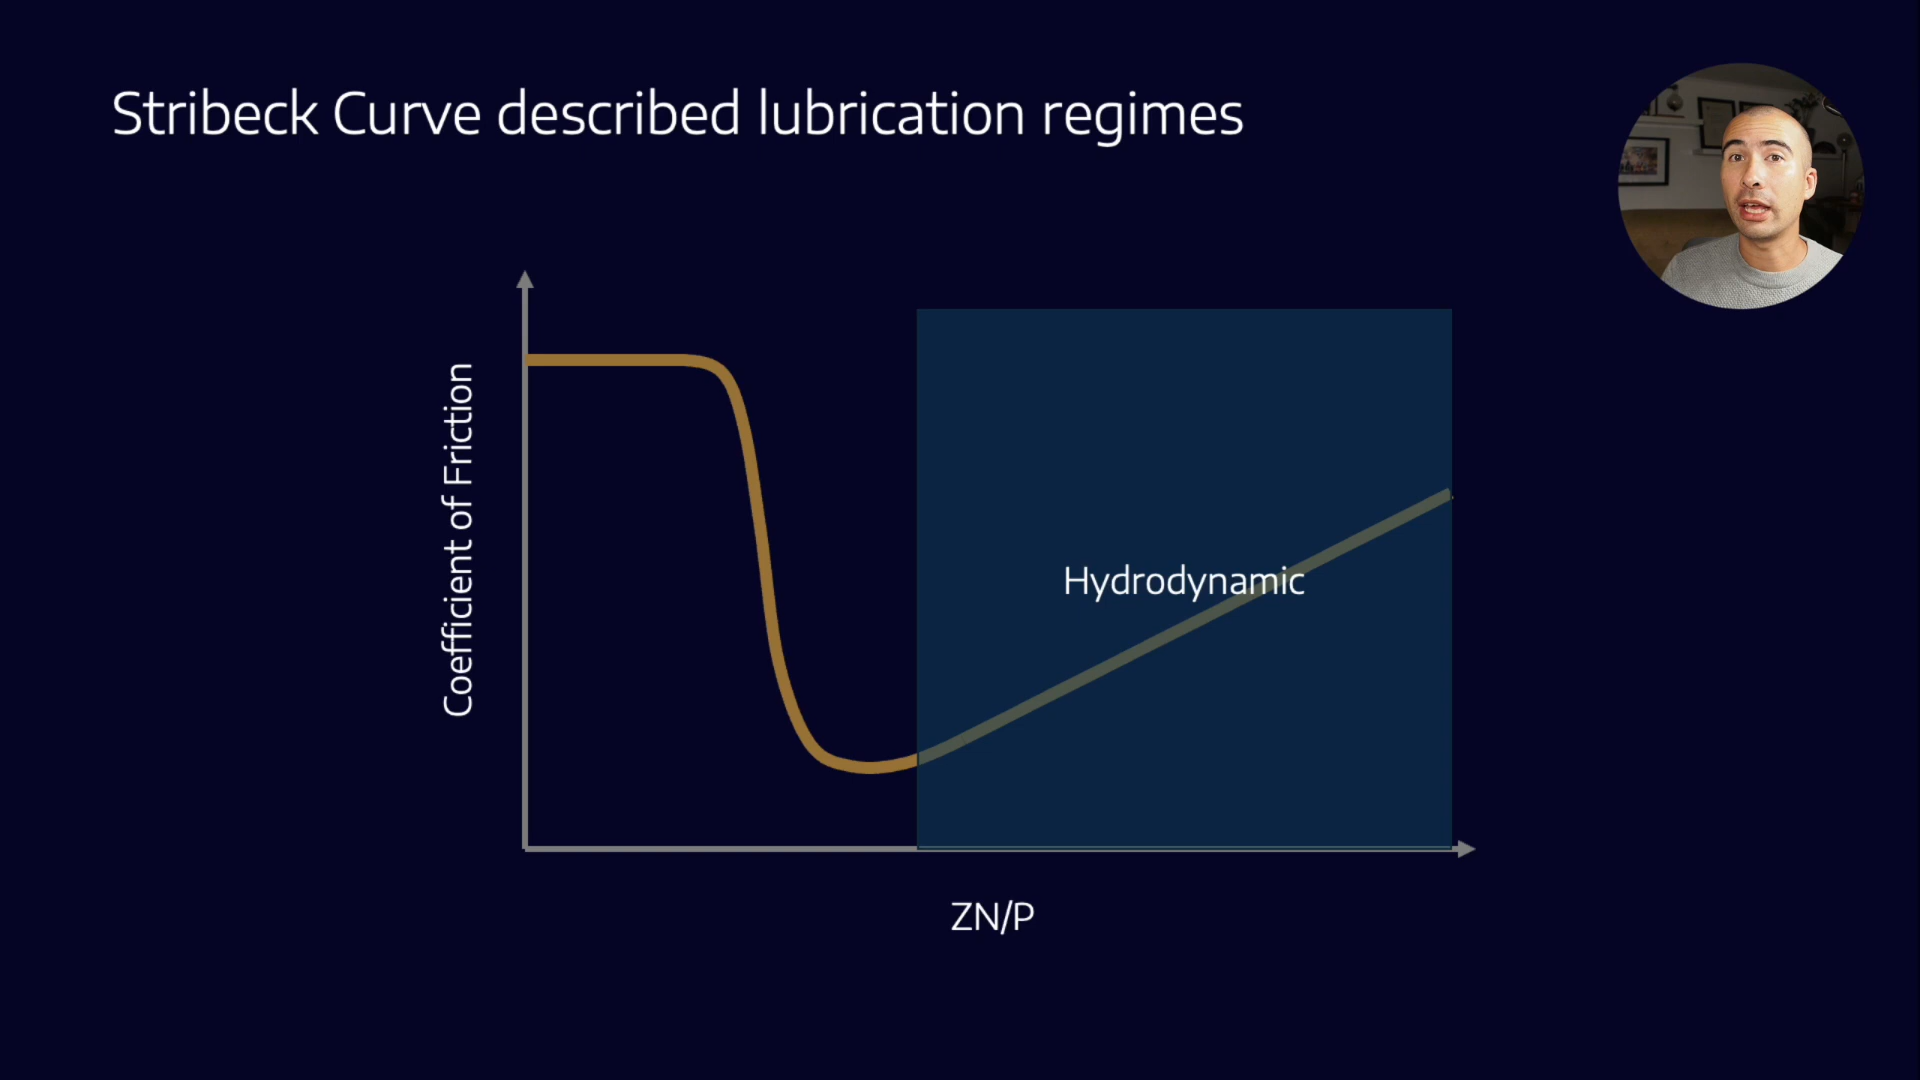 Stribeck Curve described lubrication regimes
Coefficient of Friction
Hydrodynamic
ZN/P